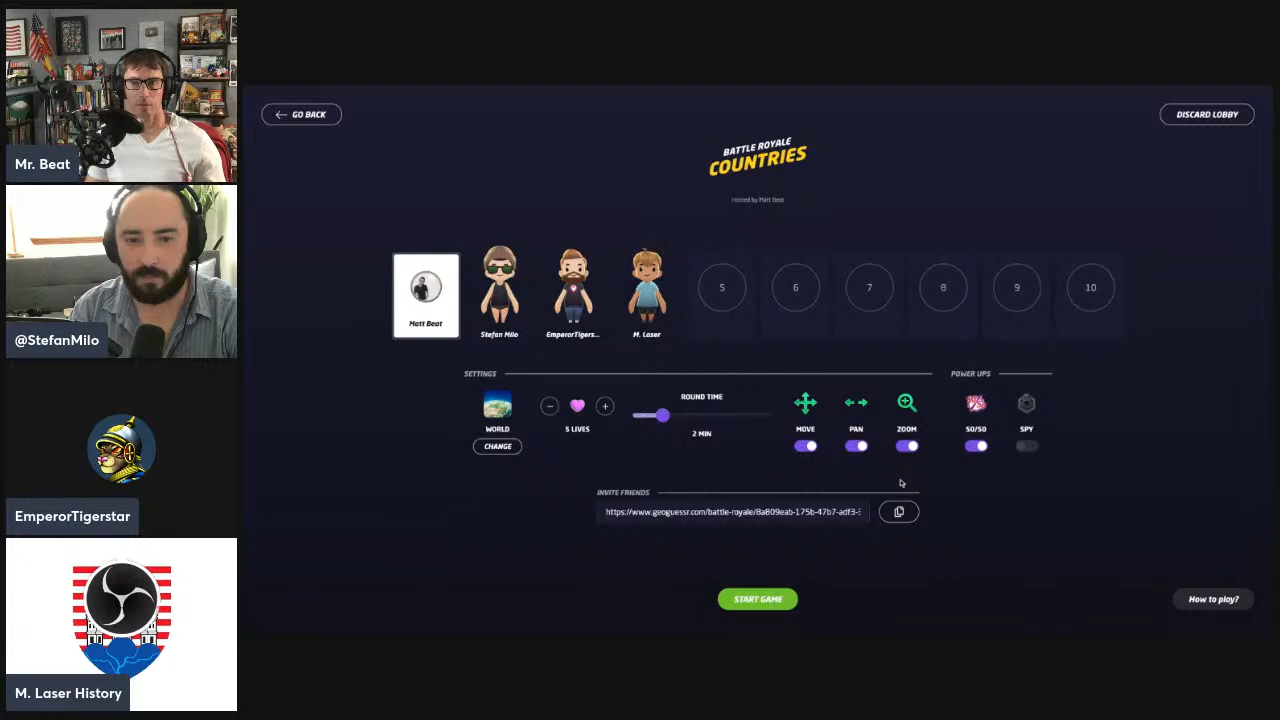 GO BACK
DISCARD LOBBY
BATTLE ROYALE
COUNTRIES
Hosted by Matt Beat
Mr. Beat
@StefanMilo
EmperorTigerstar
M. Laser History
Matt Beat
Stefan Milo
EmperorTigers...
M. Laser
5
6
7
8
9
10
SETTINGS
POWER UPS
WORLD
CHANGE
5 LIVES
ROUND TIME
2 MIN
MOVE
PAN
ZOOM
50/50
SPY
INVITE FRIENDS
https://www.geoguessr.com/battle-royale/8a809eab-175b-47b7-adf3-
START GAME
How to play?